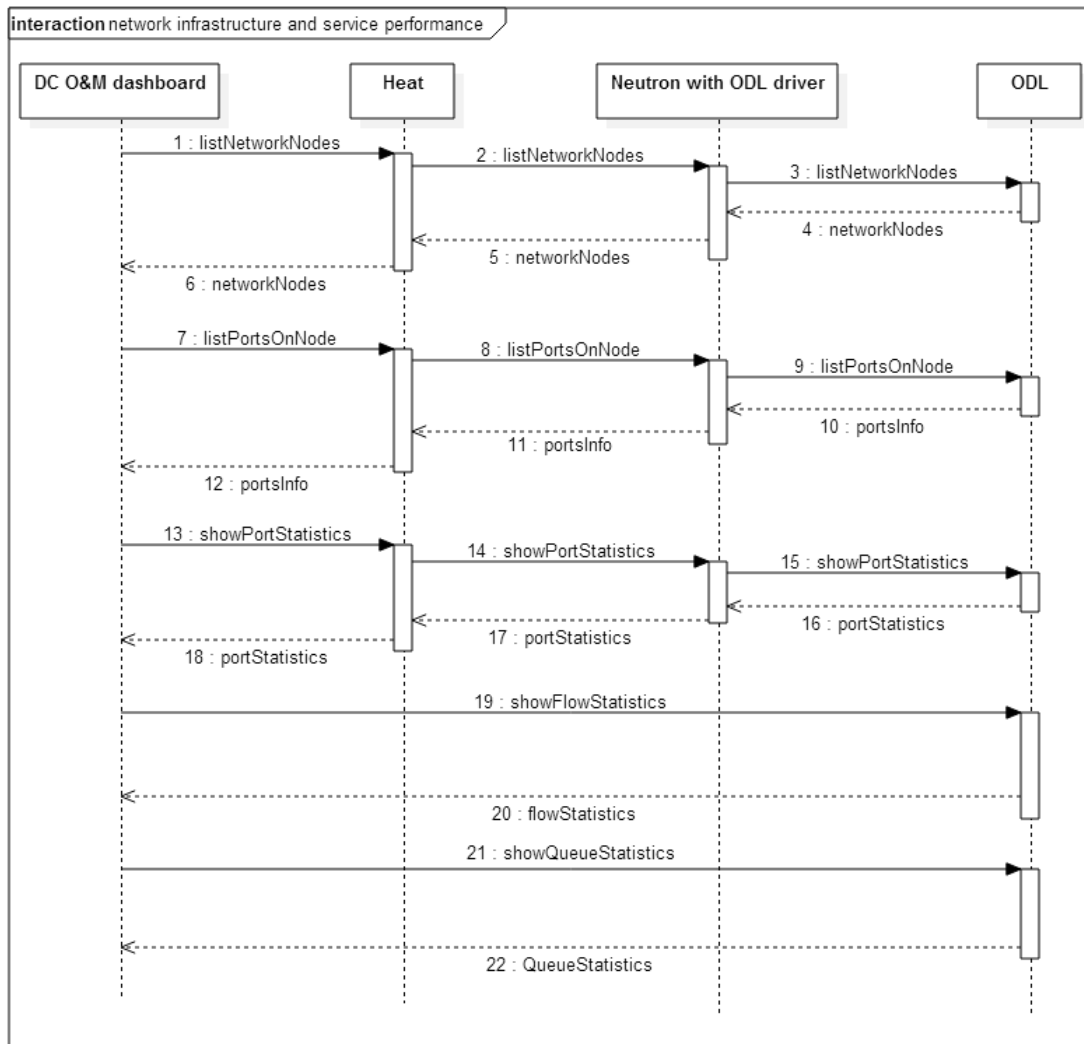 interaction network infrastructure and service performance
DC O&M dashboard
Heat
Neutron with ODL driver
ODL
1 : listNetworkNodes
2 : listNetworkNodes
3 : listNetworkNodes
4 : networkNodes
5 : networkNodes
6 : networkNodes
7 : listPortsOnNode
8 : listPortsOnNode
9 : listPortsOnNode
10 : portsInfo
11 : portsInfo
12 : portsInfo
13 : showPortStatistics
14 : showPortStatistics
15 : showPortStatistics
16 : portStatistics
17 : portStatistics
18 : portStatistics
19 : showFlowStatistics
20 : flowStatistics
21 : showQueueStatistics
22 : QueueStatistics